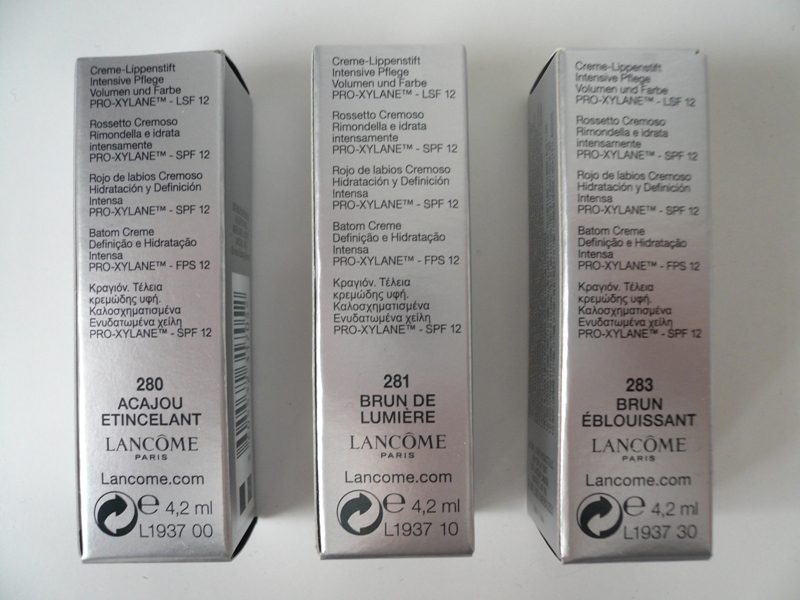 Creme-Lippenstift
Intensive Pflege
Volumen und Farbe
PRO-XYLANE™ - LSF 12
Rossetto Cremoso
Rimondella e idrata
intensamente
PRO-XYLANE™ - SPF 12
Rojo de labios Cremoso
Hidratación y Definición
Intensa
PRO-XYLANE™ - SPF 12
Batom Creme
Definição e Hidratação
Intensa
PRO-XYLANE™ - FPS 12
Κραγιόν. Τέλεια
κρεμώδης υφή.
Καλοσχηματισμένα
Ενυδατωμένα χείλη
PRO-XYLANE™ - SPF 12
280
ACAJOU
ETINCELANT
LANCÔME
PARIS
Lancome.com
e 4,2 ml
L1937 00
Creme-Lippenstift
Intensive Pflege
Volumen und Farbe
PRO-XYLANE™ - LSF 12
Rossetto Cremoso
Rimondella e idrata
intensamente
PRO-XYLANE™ - SPF 12
Rojo de labios Cremoso
Hidratación y Definición
Intensa
PRO-XYLANE™ - SPF 12
Batom Creme
Definição e Hidratação
Intensa
PRO-XYLANE™ - FPS 12
Κραγιόν. Τέλεια
κρεμώδης υφή.
Καλοσχηματισμένα
Ενυδατωμένα χείλη
PRO-XYLANE™ - SPF 12
281
BRUN DE
LUMIÈRE
LANCÔME
PARIS
Lancome.com
e 4,2 ml
L1937 10
Creme-Lippenstift
Intensive Pflege
Volumen und Farbe
PRO-XYLANE™ - LSF 12
Rossetto Cremoso
Rimondella e idrata
intensamente
PRO-XYLANE™ - SPF 12
Rojo de labios Cremoso
Hidratación y Definición
Intensa
PRO-XYLANE™ - SPF 12
Batom Creme
Definição e Hidratação
Intensa
PRO-XYLANE™ - FPS 12
Κραγιόν. Τέλεια
κρεμώδης υφή.
Καλοσχηματισμένα
Ενυδατωμένα χείλη
PRO-XYLANE™ - SPF 12
283
BRUN
ÉBLOUISSANT
LANCÔME
PARIS
Lancome.com
e 4,2 ml
L1937 30